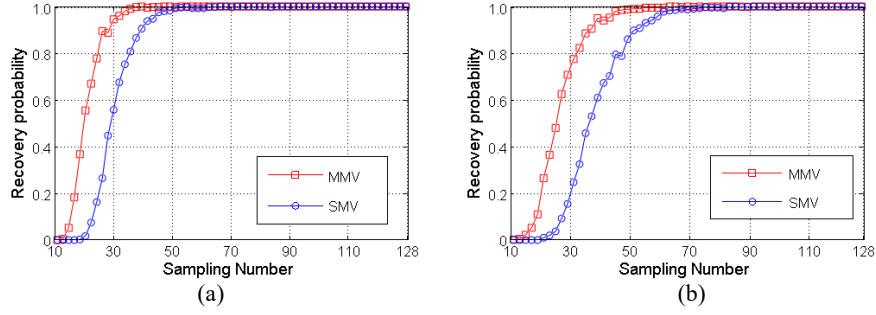 1.0
0.8
0.6
0.4
0.2
0
10 30 50 70 90 110 128
Recovery probability
Sampling Number
MMV
SMV
(a)
1.0
0.8
0.6
0.4
0.2
0
10 30 50 70 90 110 128
Recovery probability
Sampling Number
MMV
SMV
(b)